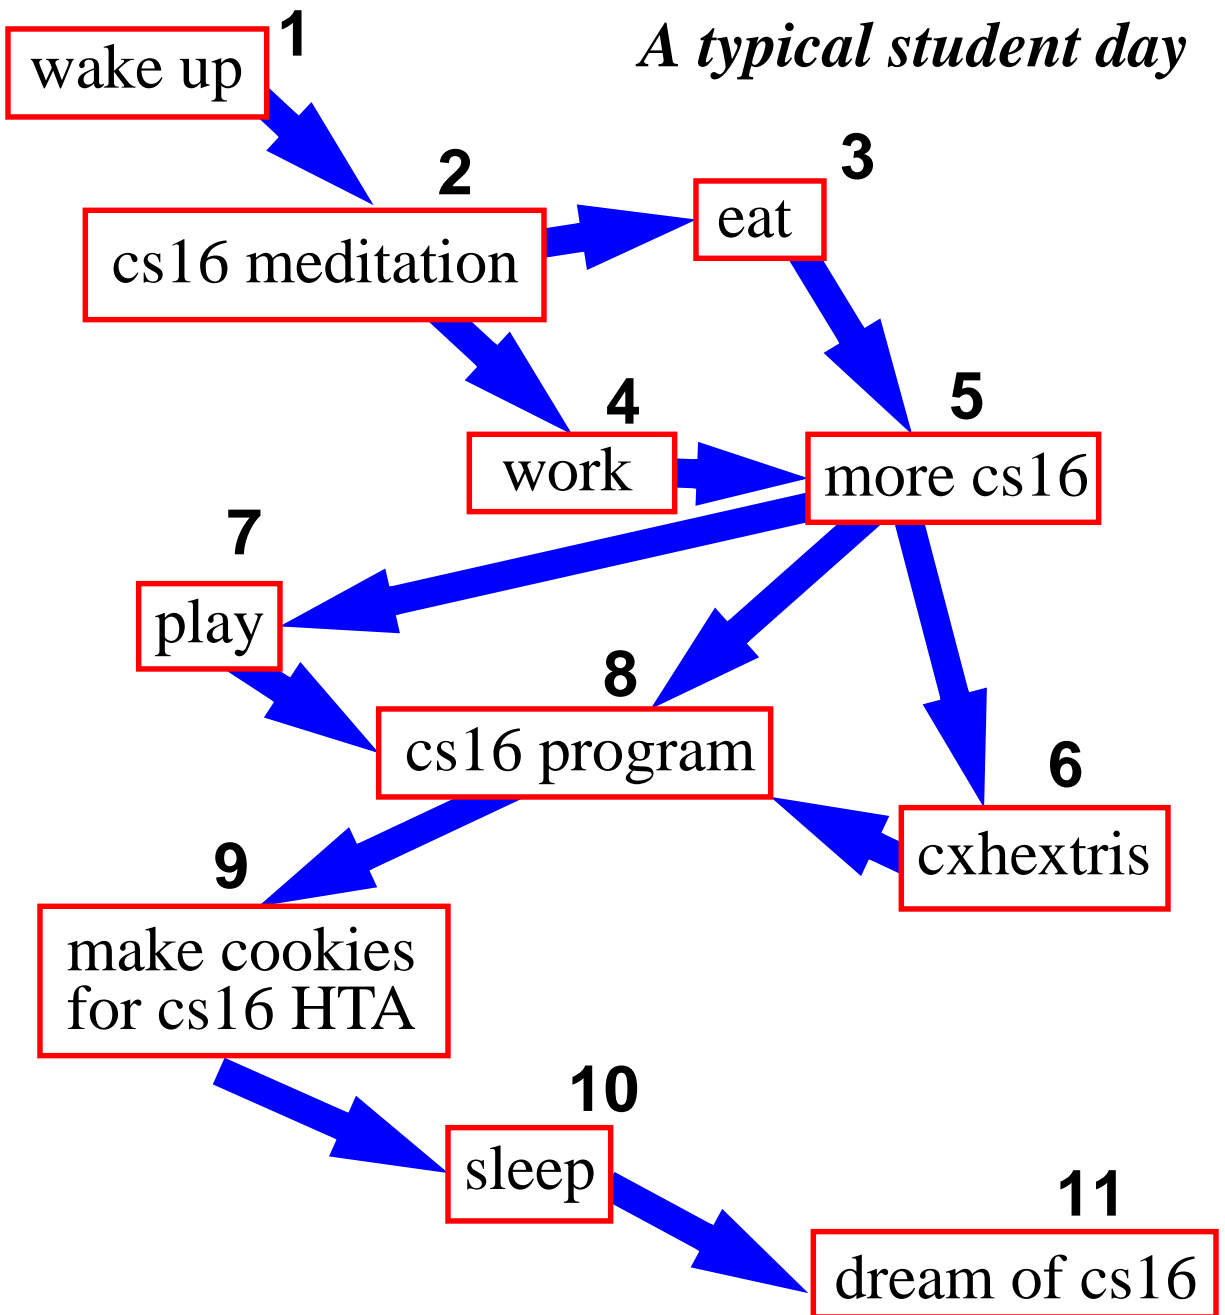 A typical student day
1
wake up
2
cs16 meditation
3
eat
4
work
5
more cs16
7
play
8
cs16 program
6
cxhextris
9
make cookies
for cs16 HTA
10
sleep
11
dream of cs16